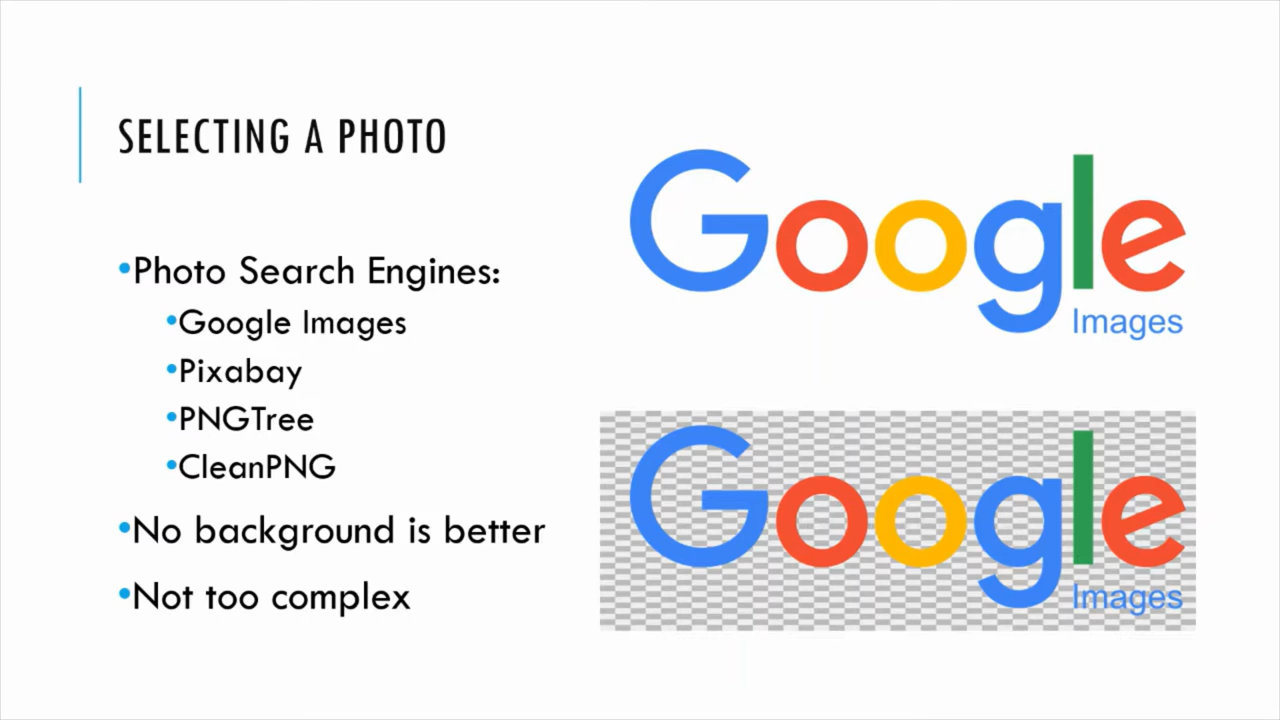 SELECTING A PHOTO
•Photo Search Engines:
•Google Images
•Pixabay
•PNGTree
•CleanPNG
•No background is better
•Not too complex
Google
Images
Google
Images